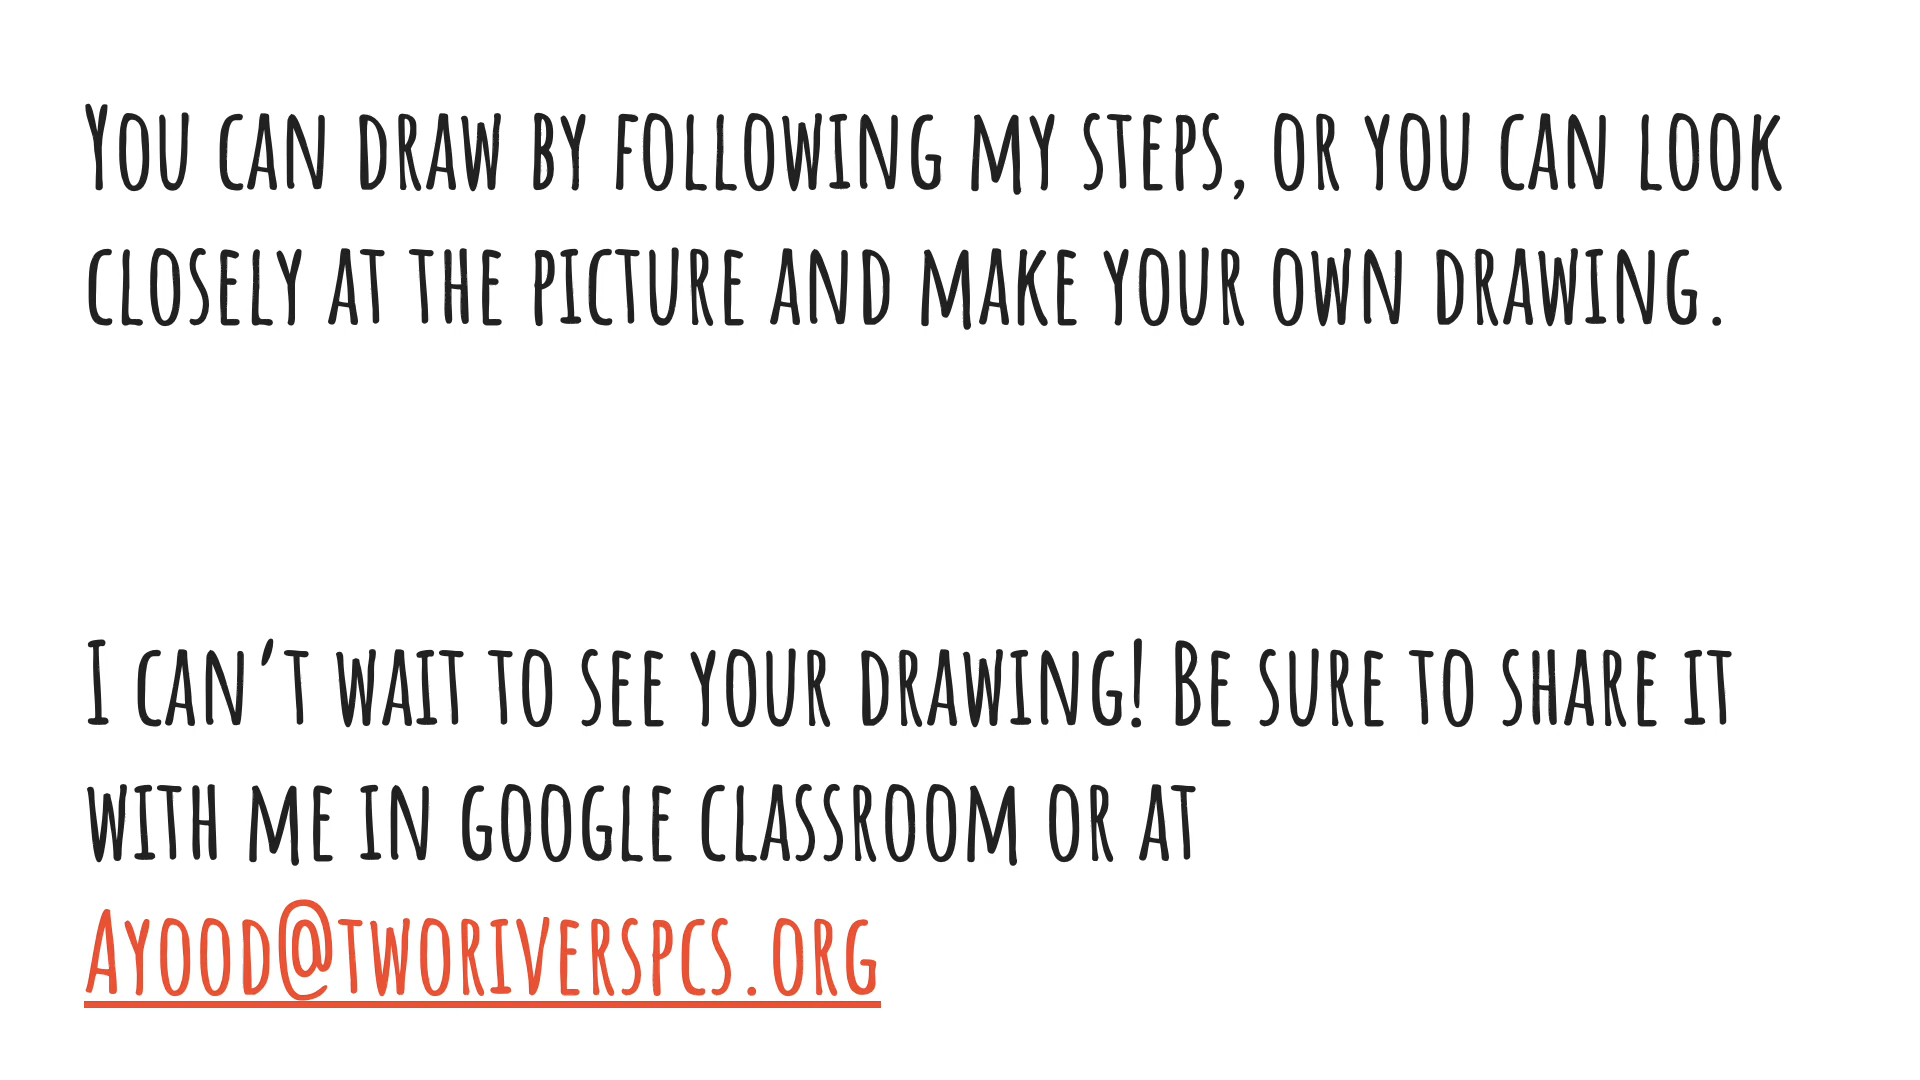 You can draw by following my steps, or you can look
closely at the picture and make your own drawing.
I can’t wait to see your drawing! Be sure to share it
with me in google classroom or at
Ayood@tworiverspcs.org